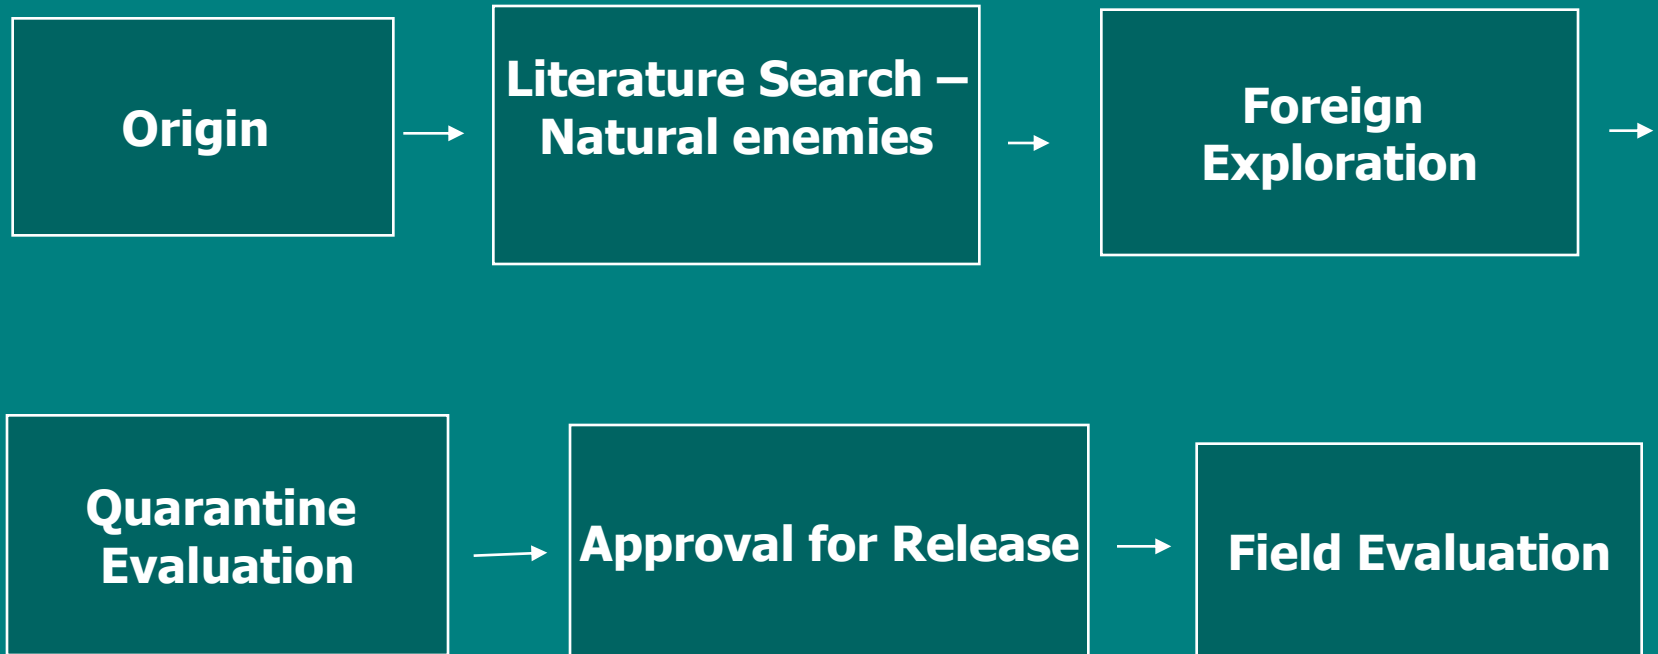 Origin
Literature Search –
Natural enemies
Foreign
Exploration
Quarantine
Evaluation
Approval for Release
Field Evaluation